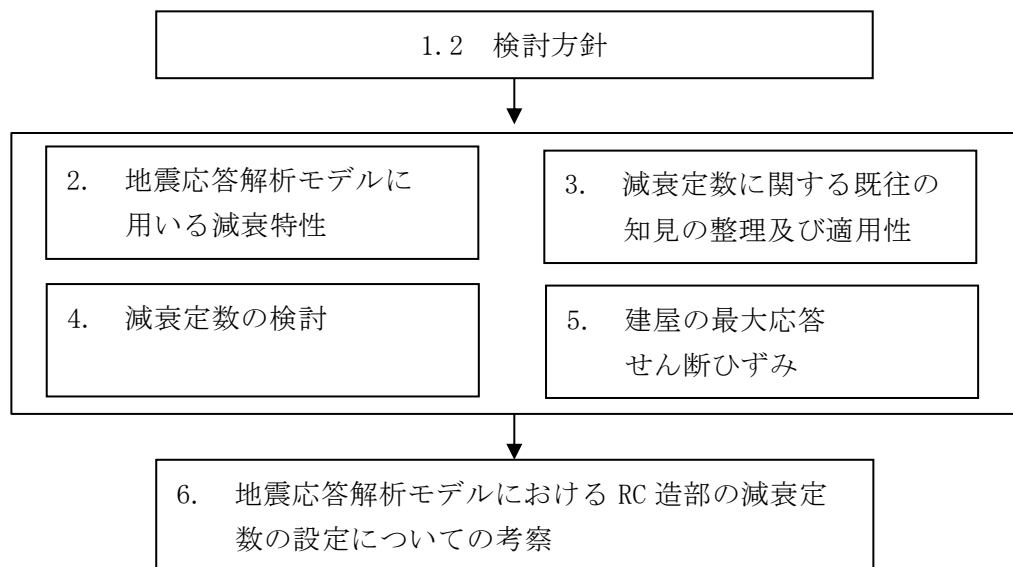 1.2 検討方針
2. 地震応答解析モデルに
用いる減衰特性
3. 減衰定数に関する既往の
知見の整理及び適用性
4. 減衰定数の検討
5. 建屋の最大応答
せん断ひずみ
6. 地震応答解析モデルにおける RC 造部の減衰定
数の設定についての考察